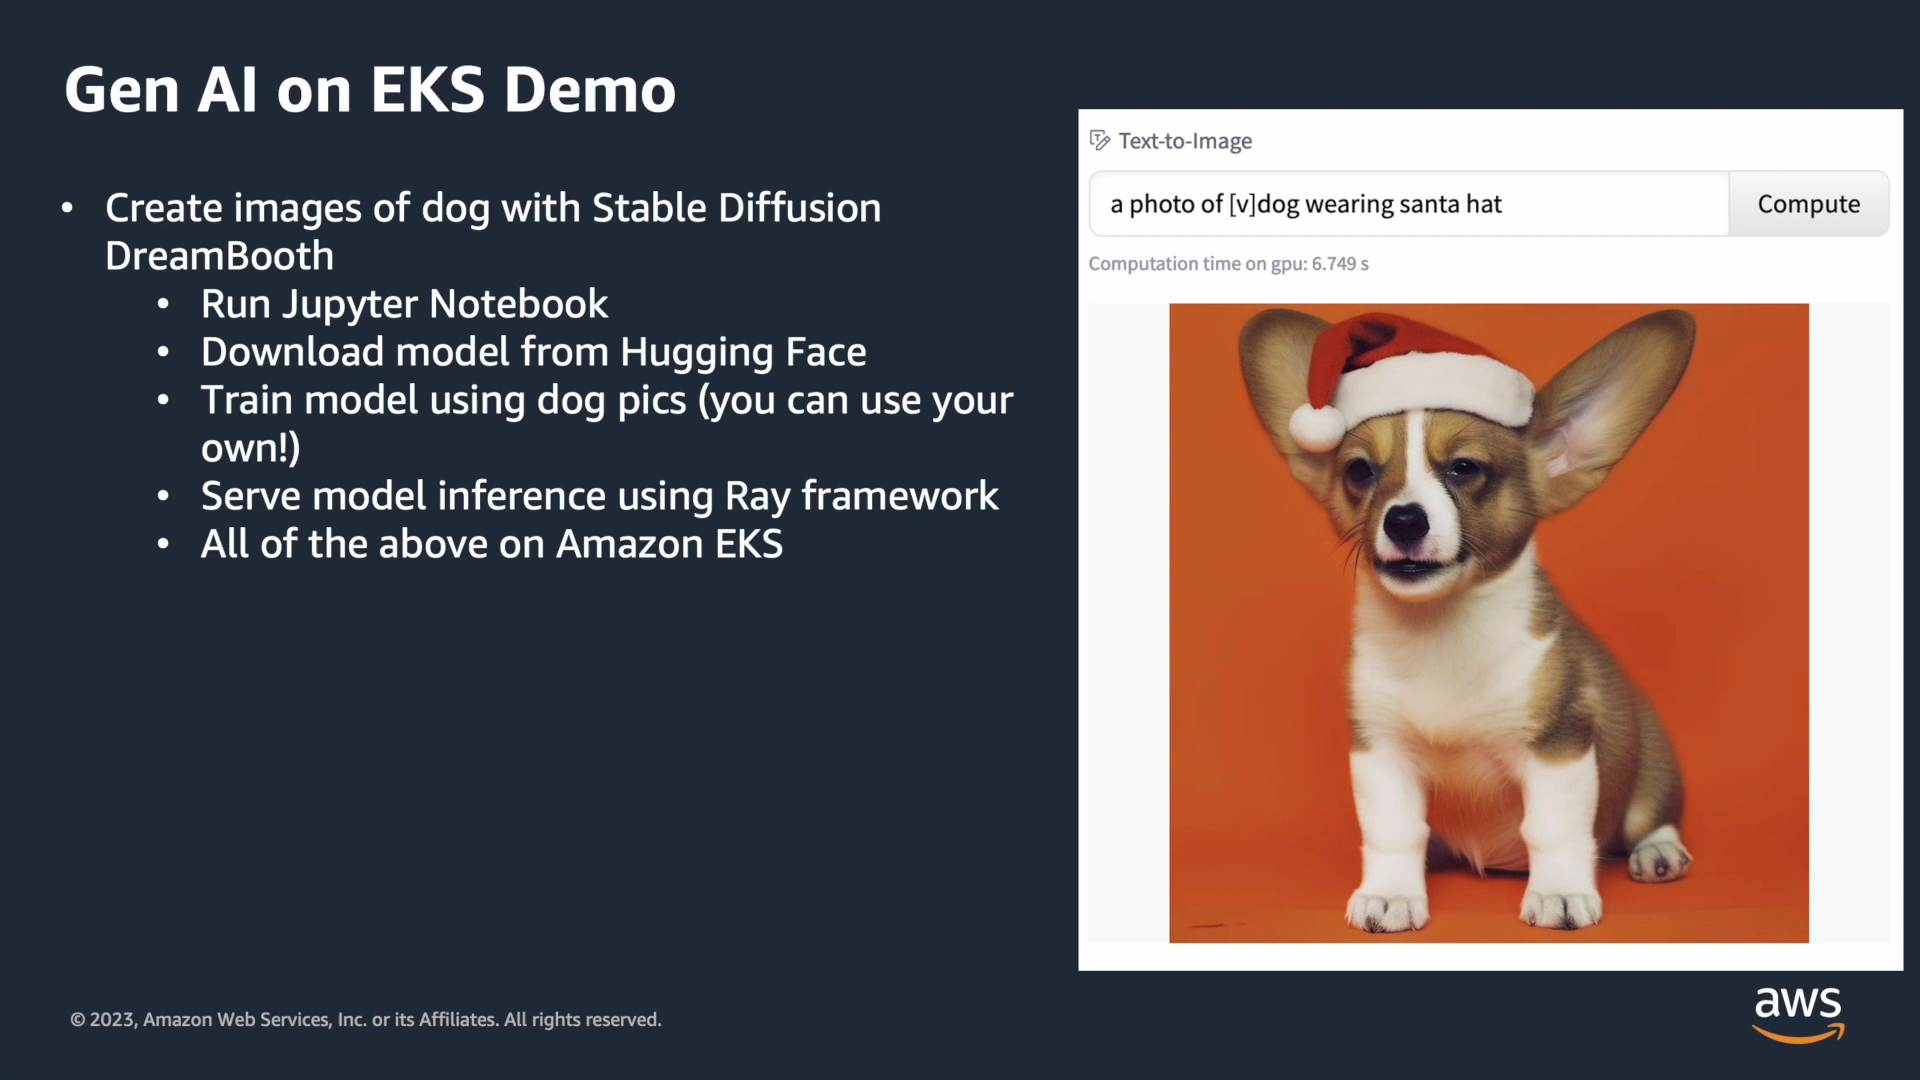 Gen AI on EKS Demo
• Create images of dog with Stable Diffusion
DreamBooth
• Run Jupyter Notebook
• Download model from Hugging Face
• Train model using dog pics (you can use your
own!)
• Serve model inference using Ray framework
• All of the above on Amazon EKS
Text-to-Image
a photo of [v]dog wearing santa hat
Compute
Computation time on gpu: 6.749 s
© 2023, Amazon Web Services, Inc. or its Affiliates. All rights reserved.
aws